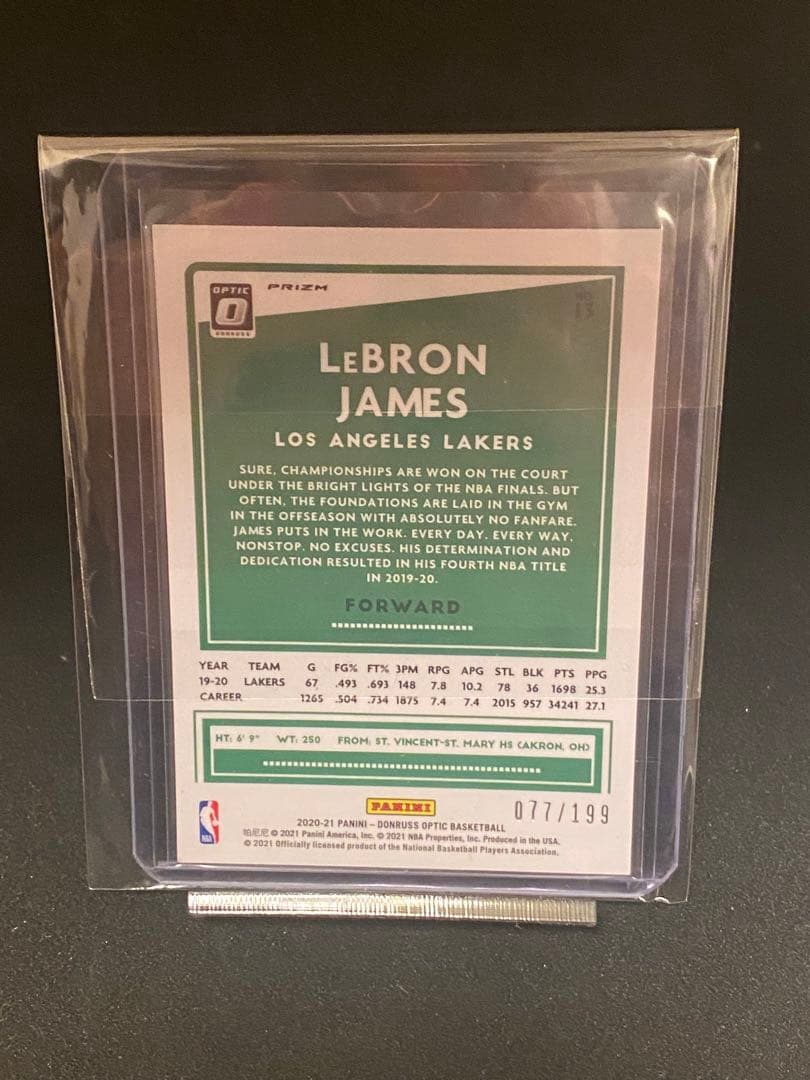 OPTIC
PRIZM
DONRUSS
NO.
13
LeBRON
JAMES
LOS ANGELES LAKERS
SURE, CHAMPIONSHIPS ARE WON ON THE COURT
UNDER THE BRIGHT LIGHTS OF THE NBA FINALS. BUT
OFTEN, THE FOUNDATIONS ARE LAID IN THE GYM
IN THE OFFSEASON WITH ABSOLUTELY NO FANFARE.
JAMES PUTS IN THE WORK. EVERY DAY. EVERY WAY.
NONSTOP. NO EXCUSES. HIS DETERMINATION AND
DEDICATION RESULTED IN HIS FOURTH NBA TITLE
IN 2019-20.
FORWARD
YEAR TEAM G FG% FT% 3PM RPG APG STL BLK PTS PPG
19-20 LAKERS 67 .493 .693 148 7.8 10.2 78 36 1698 25.3
CAREER 1265 .504 .734 1875 7.4 7.4 2015 957 34241 27.1
HT: 6' 9" WT: 250 FROM: ST. VINCENT-ST. MARY HS (AKRON, OH)
PANINI
077/199
NBA
2020-21 PANINI – DONRUSS OPTIC BASKETBALL
帕尼尼 © 2021 Panini America, Inc. © 2021 NBA Properties, Inc. Produced in the USA.
© 2021 Officially licensed product of the National Basketball Players Association.